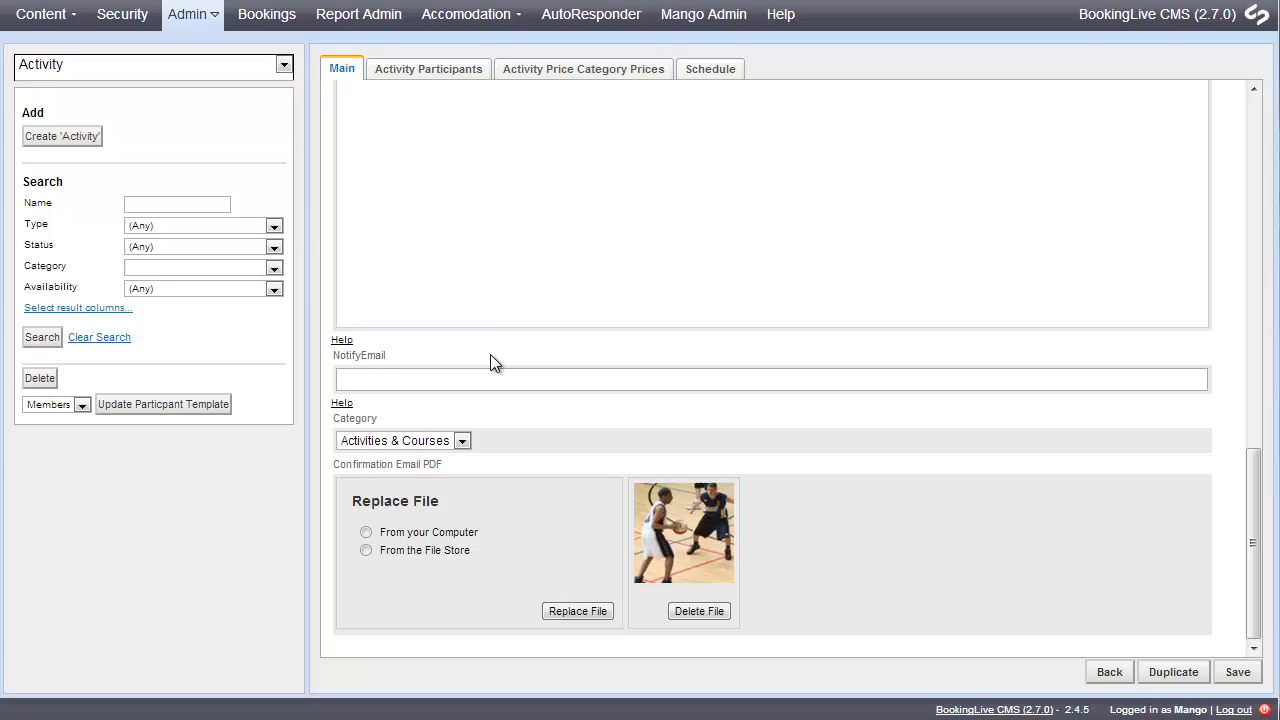 Content Security Admin Bookings Report Admin Accomodation AutoResponder Mango Admin Help BookingLive CMS (2.7.0)
Activity
Main Activity Participants Activity Price Category Prices Schedule
Add
Create 'Activity'
Search
Name
Type (Any)
Status (Any)
Category
Availability (Any)
Select result columns...
Search Clear Search
Delete
Members Update Particpant Template
Help
NotifyEmail
Help
Category
Activities & Courses
Confirmation Email PDF
Replace File
From your Computer
From the File Store
Replace File Delete File
Back Duplicate Save
BookingLive CMS (2.7.0) - 2.4.5 Logged in as Mango | Log out